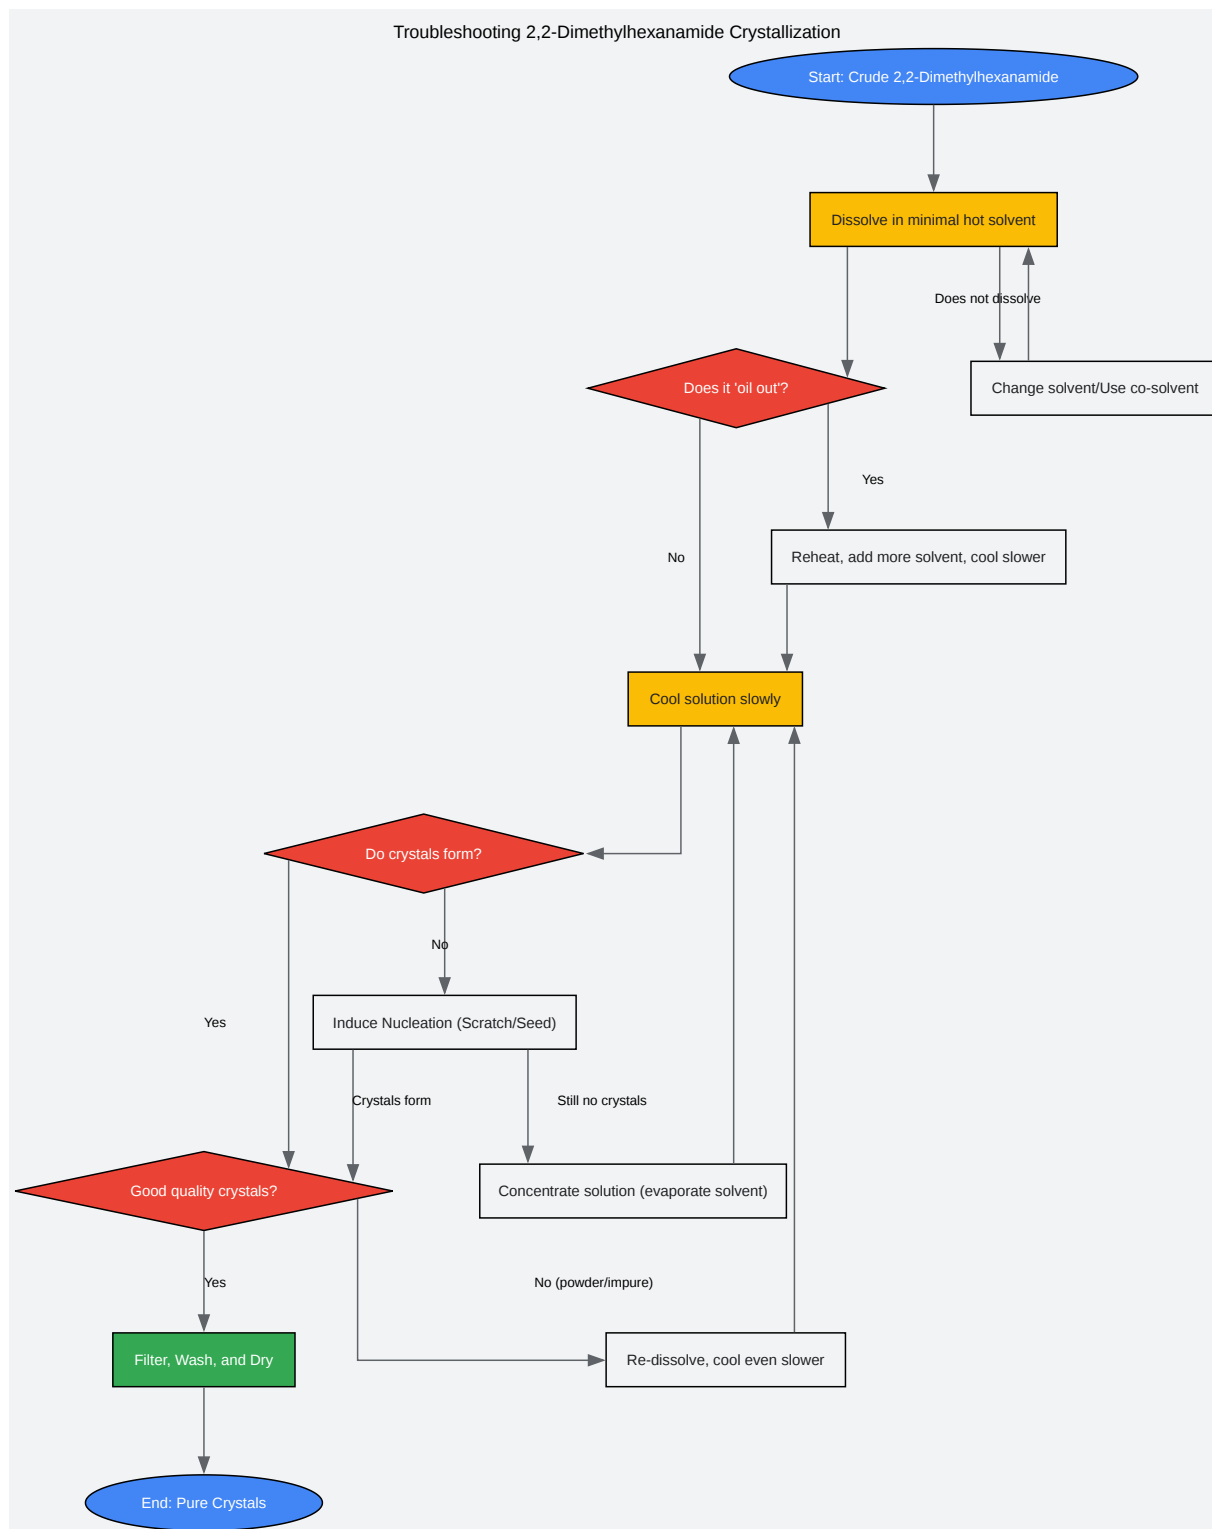 Troubleshooting 2,2-Dimethylhexanamide Crystallization
Start: Crude 2,2-Dimethylhexanamide
Dissolve in minimal hot solvent
Does not dissolve
Does it 'oil out'?
Change solvent/Use co-solvent
Yes
No
Reheat, add more solvent, cool slower
Cool solution slowly
Do crystals form?
No
Yes
Induce Nucleation (Scratch/Seed)
Crystals form
Still no crystals
Good quality crystals?
Concentrate solution (evaporate solvent)
Yes
No (powder/impure)
Filter, Wash, and Dry
Re-dissolve, cool even slower
End: Pure Crystals